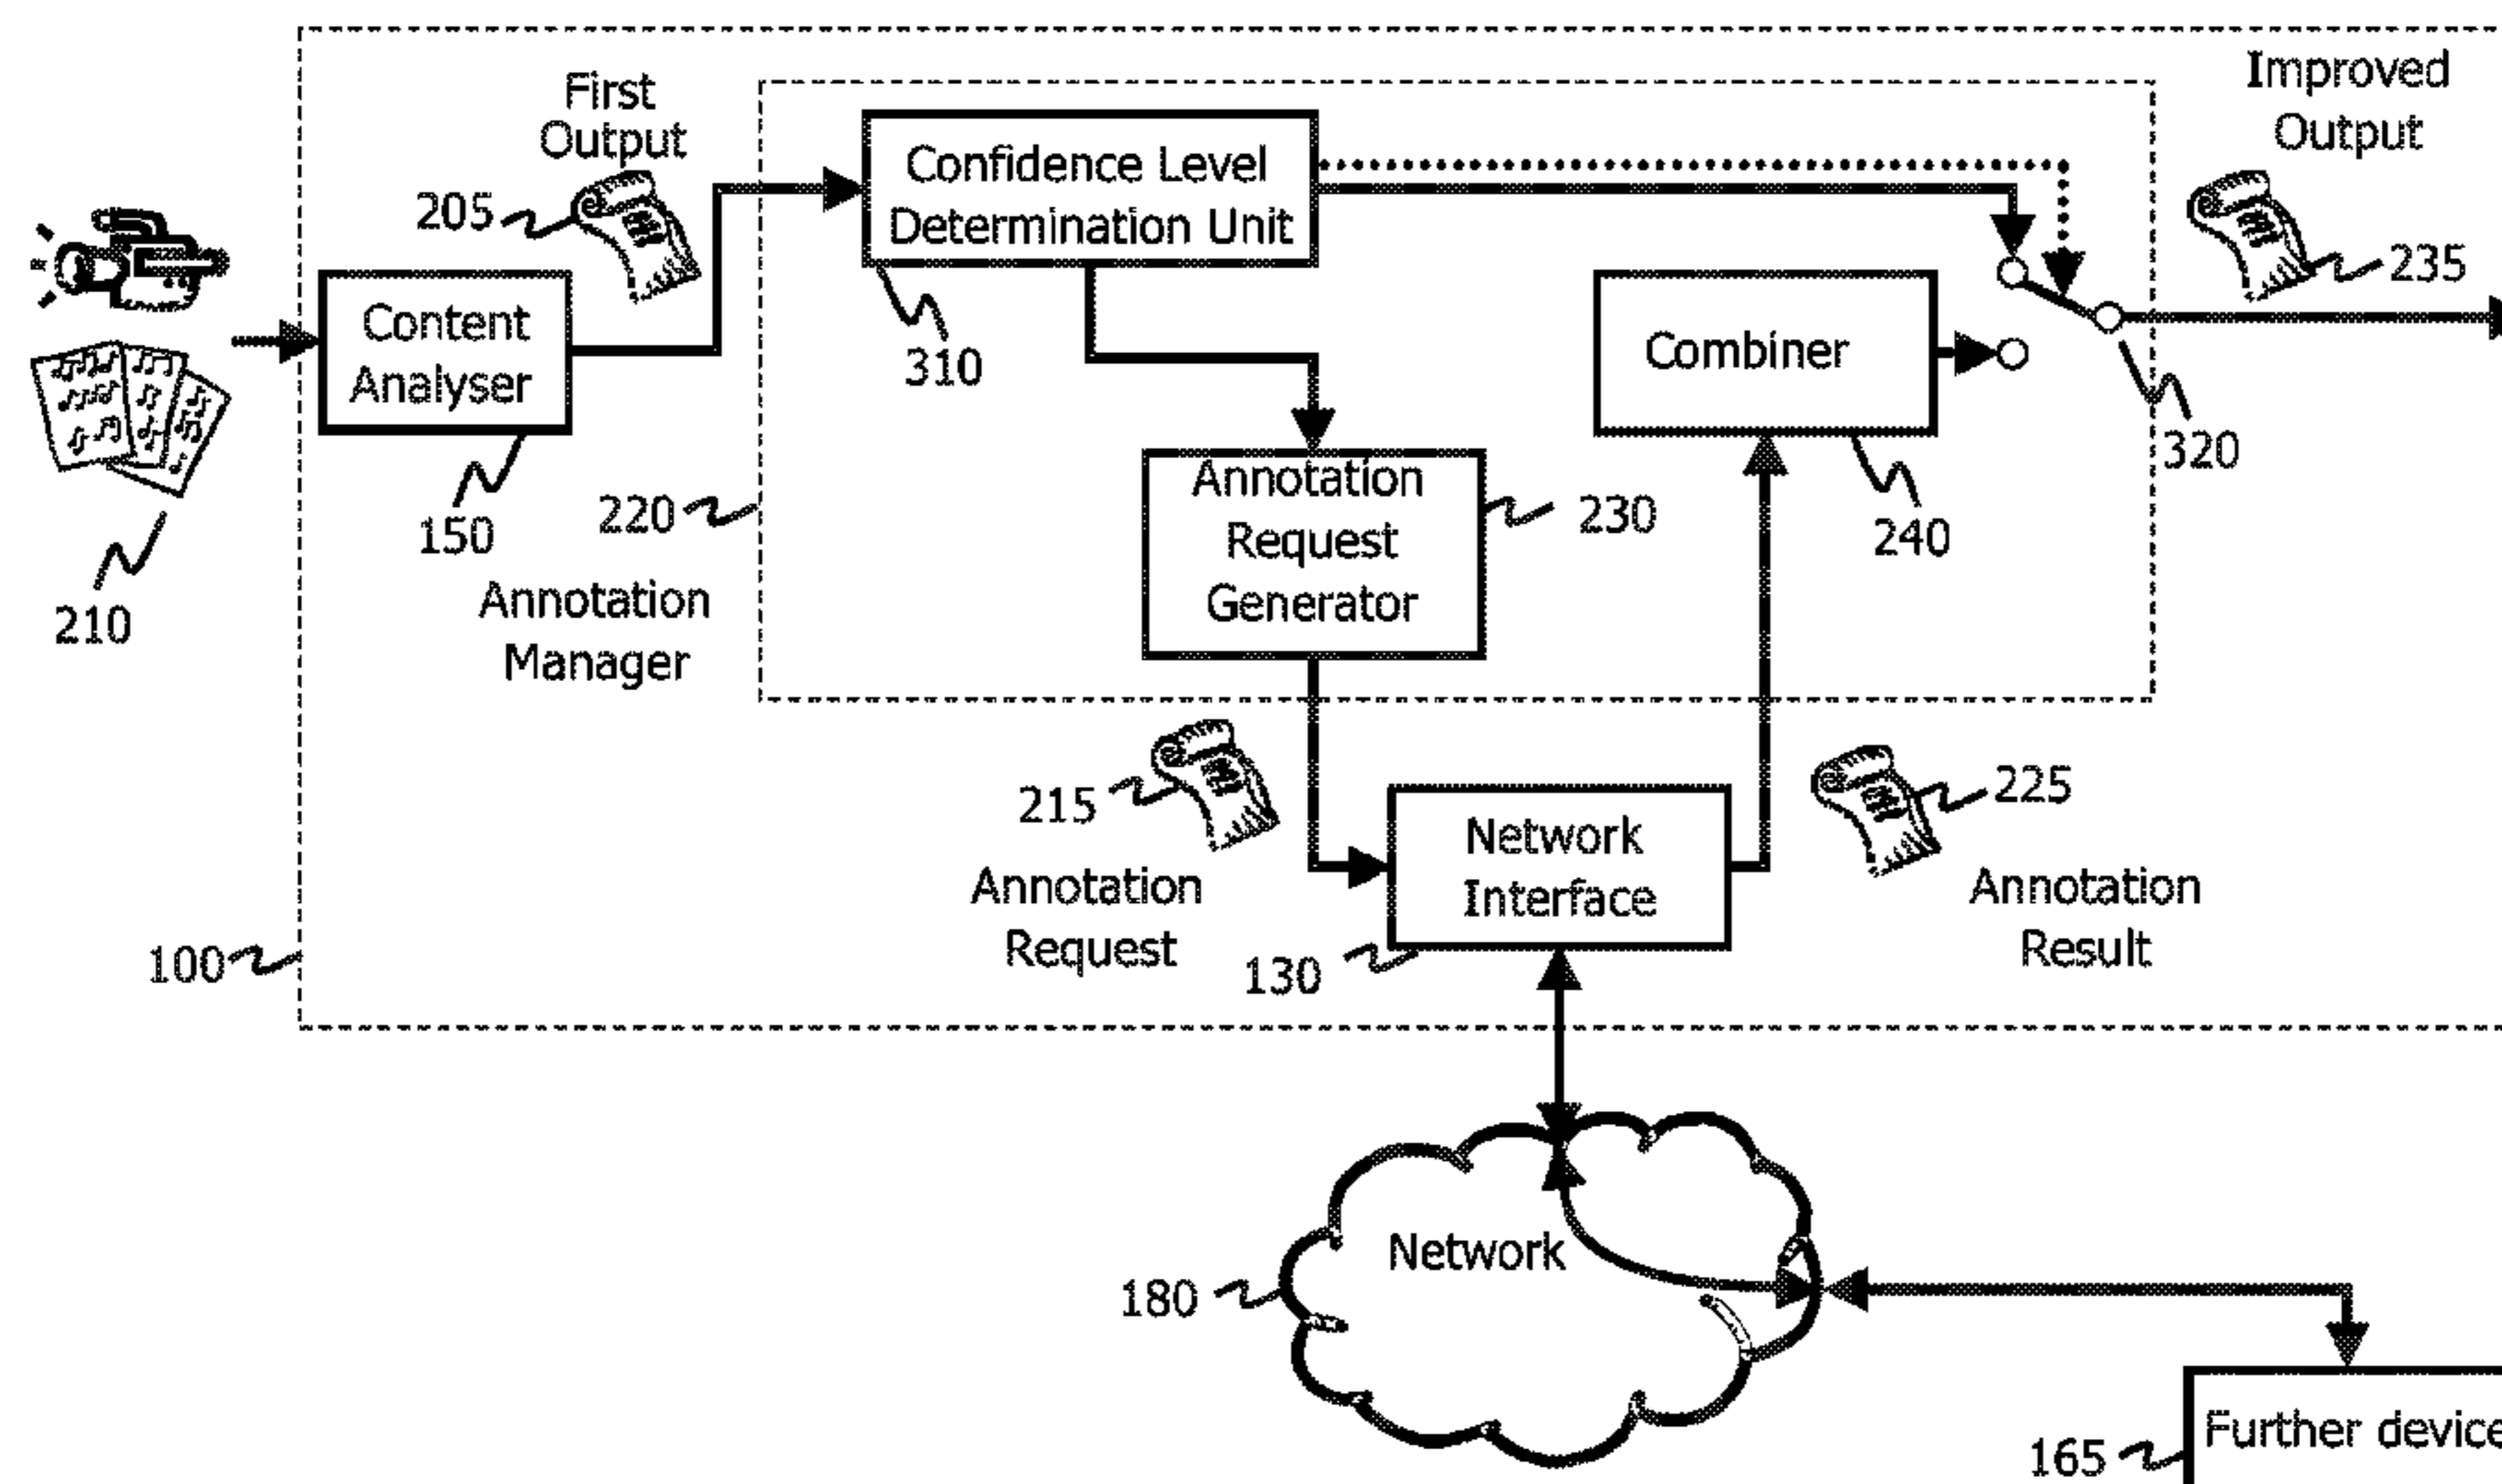 First
Output
Improved
Output
Confidence Level
Determination Unit
205
235
Content
Analyser
310
Combiner
320
150
220
Annotation
Request
Generator
230
240
210
Annotation
Manager
215
225
Network
Interface
Annotation
Request
Annotation
Result
100
130
Network
180
Further device
165